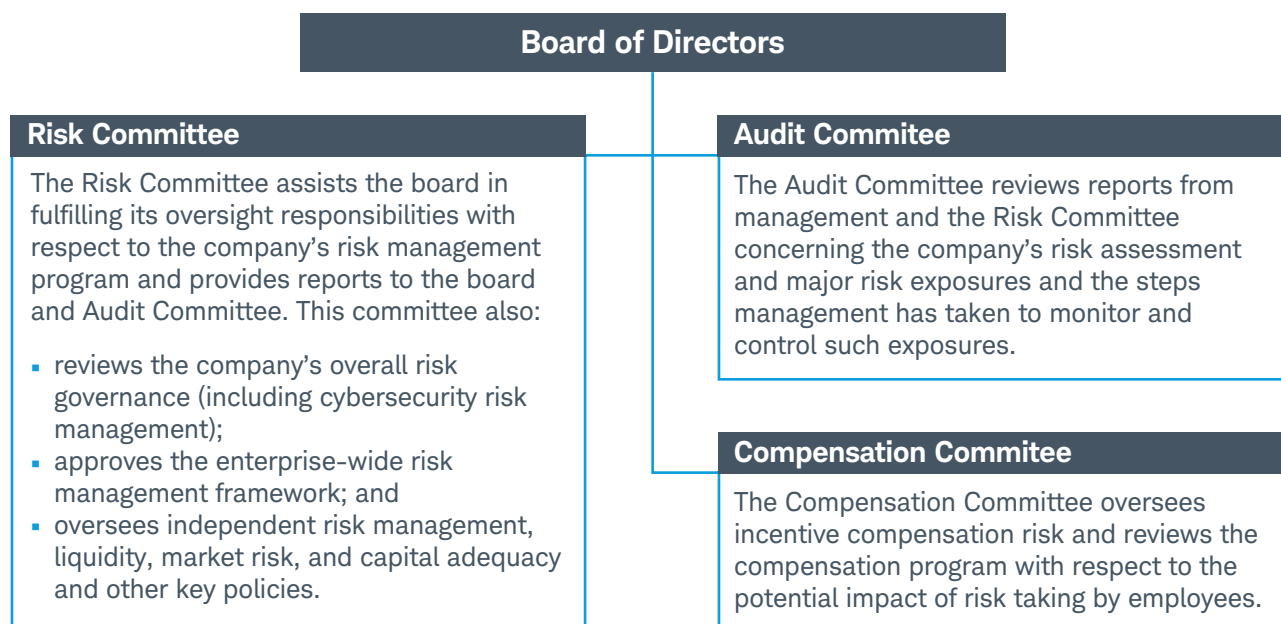 Board of Directors
Risk Committee
The Risk Committee assists the board in
fulfilling its oversight responsibilities with
respect to the company’s risk management
program and provides reports to the board
and Audit Committee. This committee also:
▪ reviews the company’s overall risk
governance (including cybersecurity risk
management);
▪ approves the enterprise-wide risk
management framework; and
▪ oversees independent risk management,
liquidity, market risk, and capital adequacy
and other key policies.
Audit Commitee
The Audit Committee reviews reports from
management and the Risk Committee
concerning the company’s risk assessment
and major risk exposures and the steps
management has taken to monitor and
control such exposures.
Compensation Commitee
The Compensation Committee oversees
incentive compensation risk and reviews the
compensation program with respect to the
potential impact of risk taking by employees.